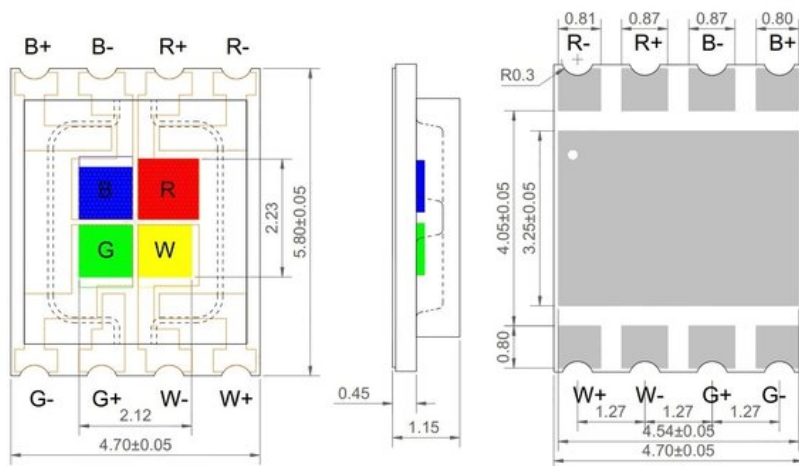 B+ B- R+ R-
B R
G W
2.23
5.80±0.05
G- G+ W- W+
2.12
4.70±0.05
0.45
1.15
0.81 0.87 0.87 0.80
R- R+ B- B+
R0.3
4.05±0.05
3.25±0.05
0.80
W+ W- G+ G-
1.27 1.27 1.27
4.54±0.05
4.70±0.05